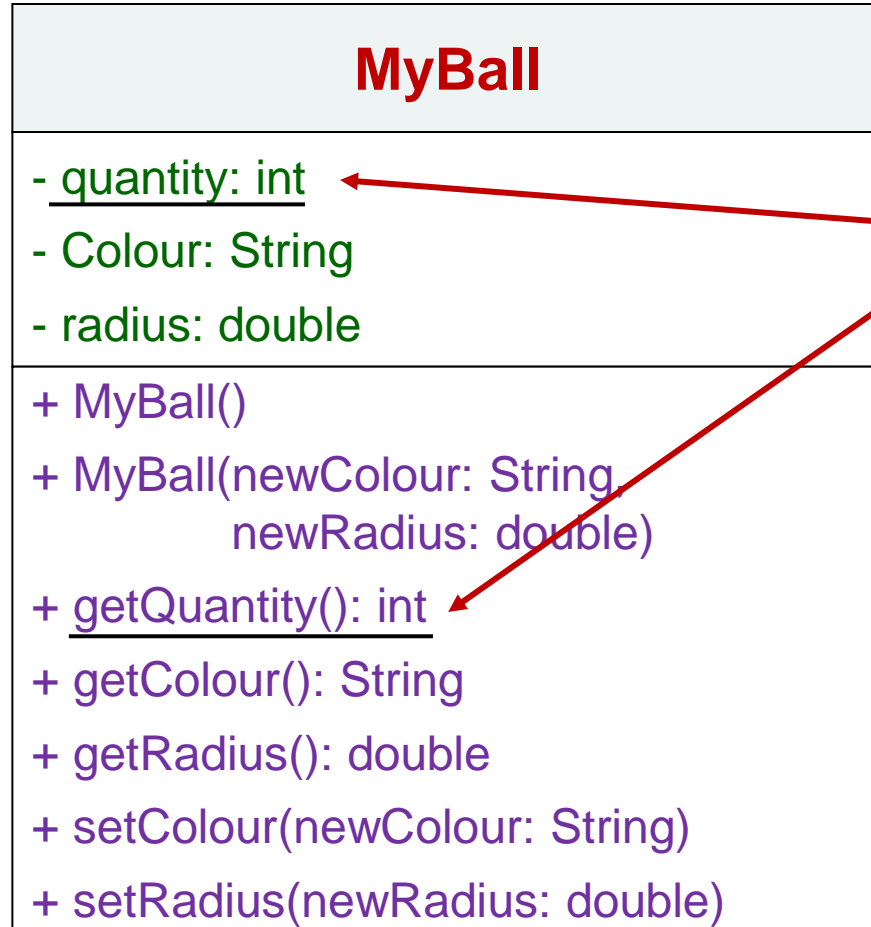 MyBall
- quantity: int
- Colour: String
- radius: double
+ MyBall()
+ MyBall(newColour: String,
newRadius: double)
+ getQuantity(): int
+ getColour(): String
+ getRadius(): double
+ setColour(newColour: String)
+ setRadius(newRadius: double)